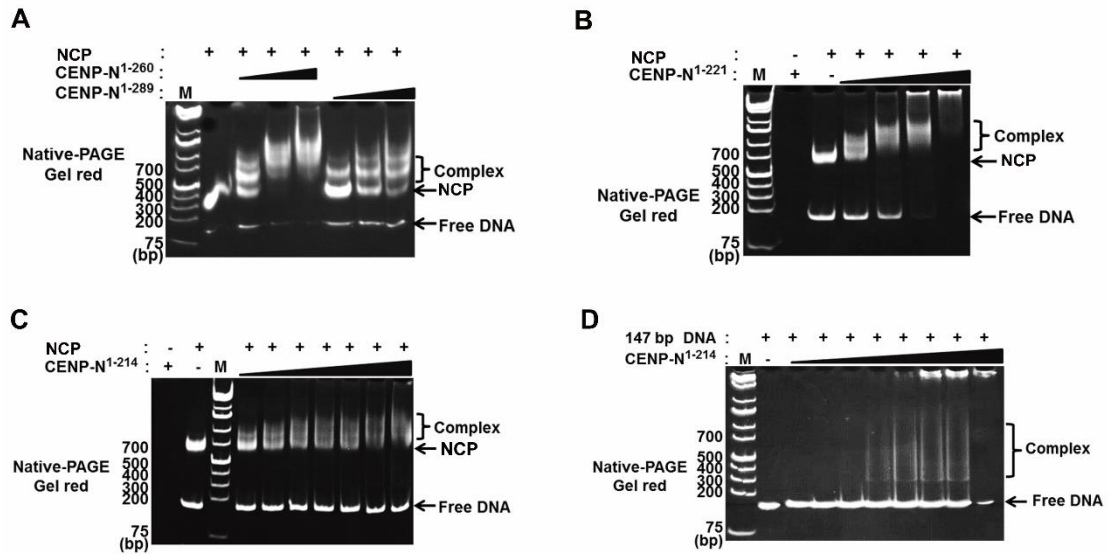 A
NCP : + + + + + + +
CENP-N1-260 :
CENP-N1-289 : M
Native-PAGE
Gel red
700
500
400
300
200
75
(bp)
Complex
NCP
Free DNA
B
NCP : - + + + + +
CENP-N1-221 : M + -
Native-PAGE
Gel red
700
500
400
300
200
75
(bp)
Complex
NCP
Free DNA
C
NCP : - + + + + + + + +
CENP-N1-214 : + - M
Native-PAGE
Gel red
700
500
400
300
200
75
(bp)
Complex
NCP
Free DNA
D
147 bp DNA : + + + + + + + + +
CENP-N1-214 : M -
Native-PAGE
Gel red
700
500
400
300
200
75
(bp)
Complex
Free DNA